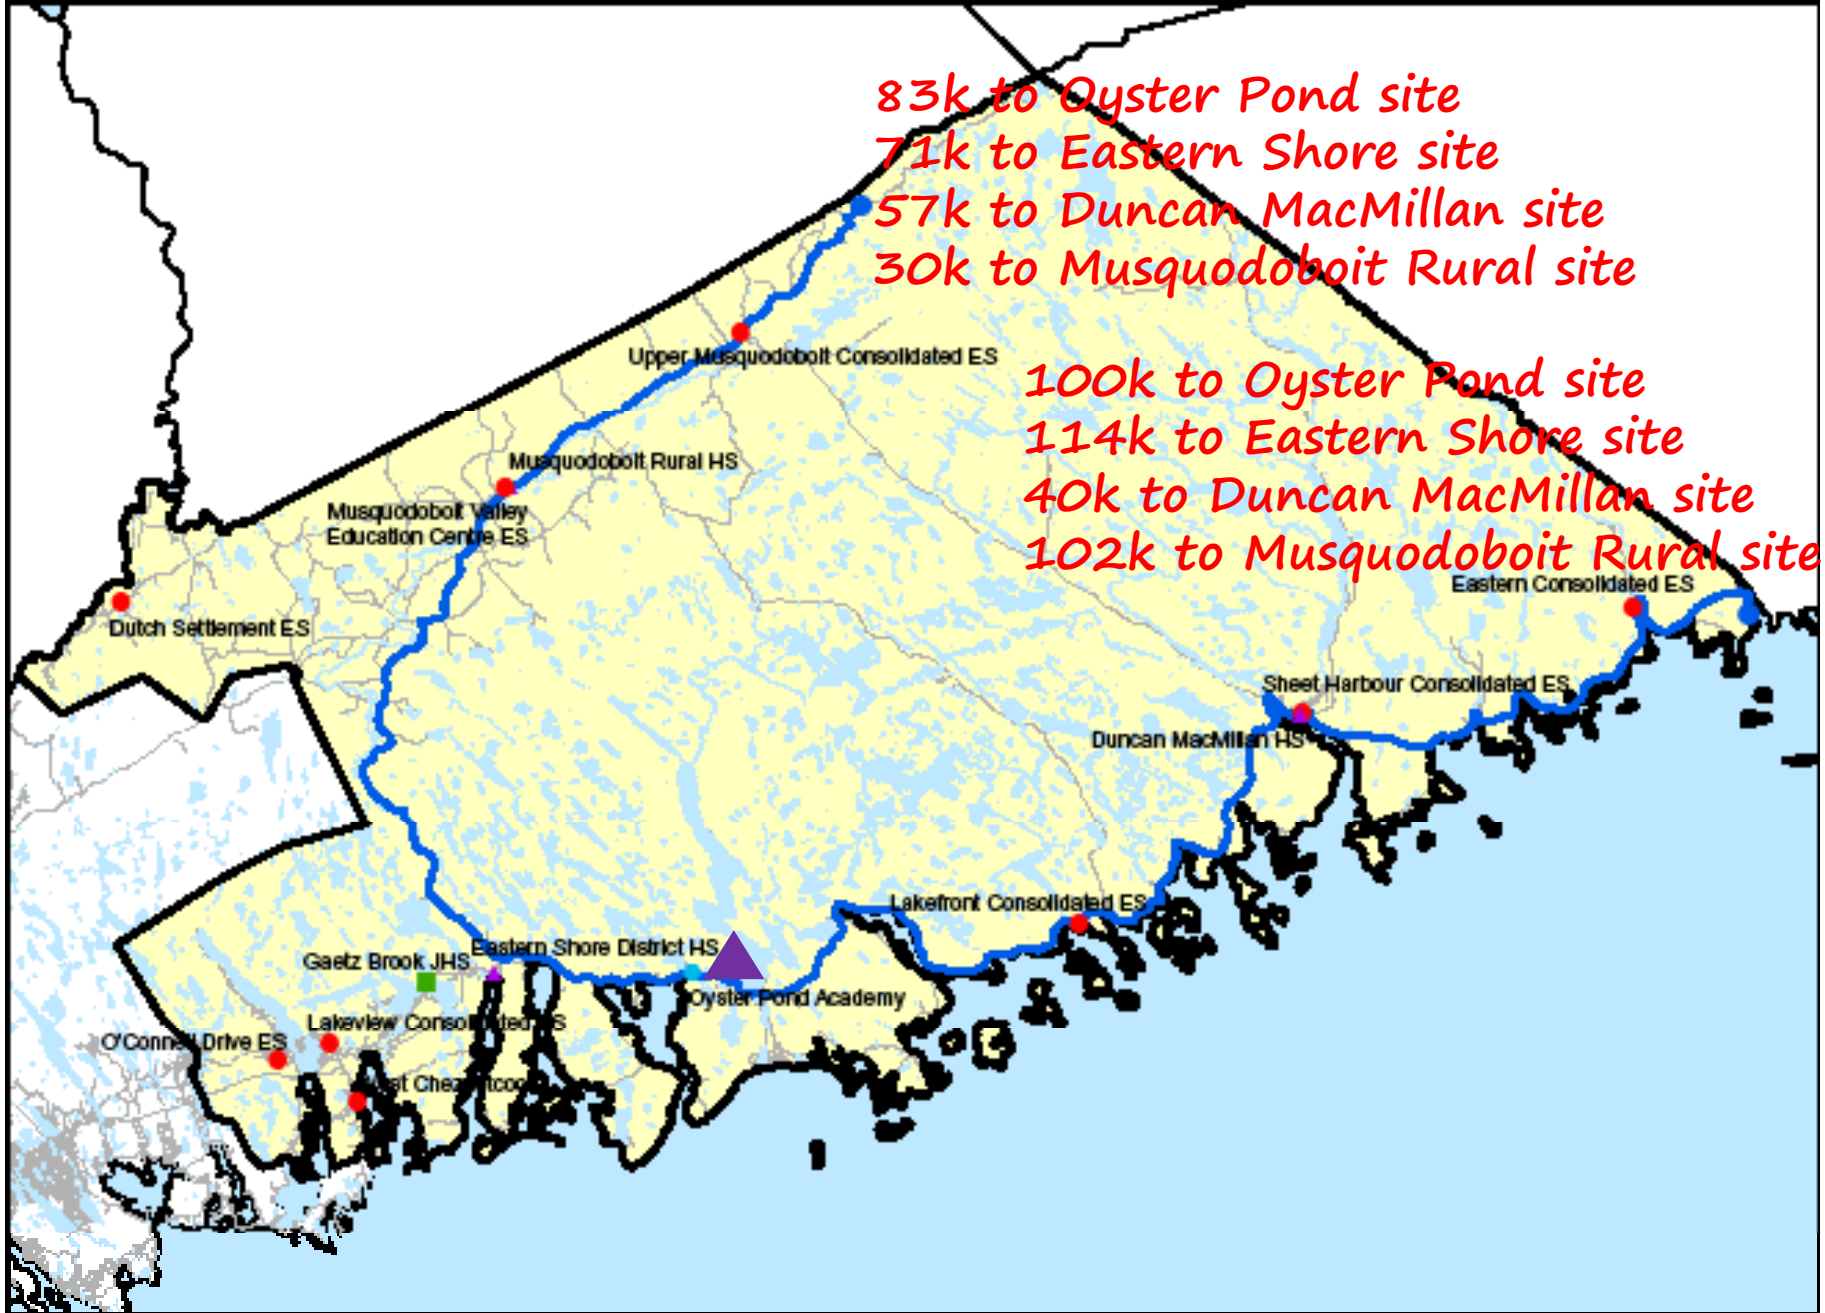 83k to Oyster Pond site
71k to Eastern Shore site
57k to Duncan MacMillan site
30k to Musquodoboit Rural site
Upper Musquodoboit Consolidated ES
100k to Oyster Pond site
114k to Eastern Shore site
40k to Duncan MacMillan site
102k to Musquodoboit Rural site
Musquodoboit Rural HS
Musquodoboit Valley
Education Centre ES
Eastern Consolidated ES
Dutch Settlement ES
Sheet Harbour Consolidated ES
Duncan MacMillan HS
Lakefront Consolidated ES
Eastern Shore District HS
Gaetz Brook JHS
Oyster Pond Academy
Lakeview Consolidated ES
O'Connell Drive ES